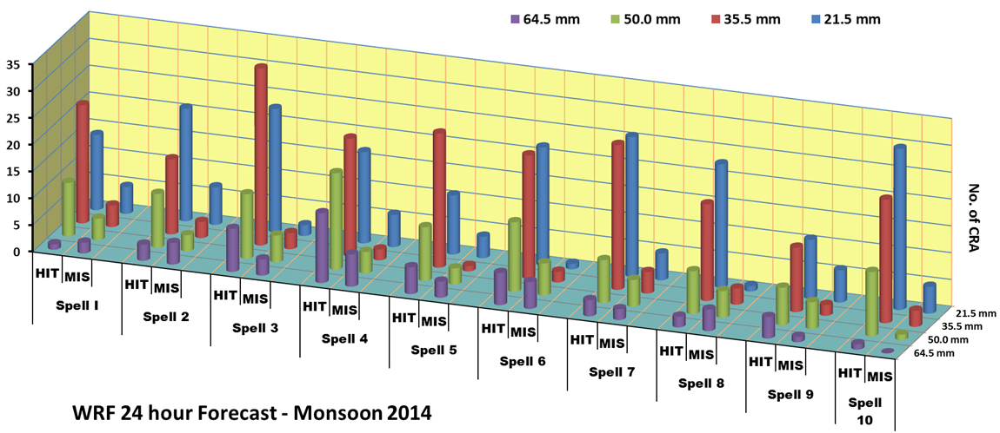 64.5 mm 50.0 mm 35.5 mm 21.5 mm
35
30
25
20
15
10
5
0
No. of CRA
21.5 mm
35.5 mm
50.0 mm
64.5 mm
HIT MIS
Spell I
HIT MIS
Spell 2
HIT MIS
Spell 3
HIT MIS
Spell 4
HIT MIS
Spell 5
HIT MIS
Spell 6
HIT MIS
Spell 7
HIT MIS
Spell 8
HIT MIS
Spell 9
HIT MIS
Spell
10
WRF 24 hour Forecast - Monsoon 2014